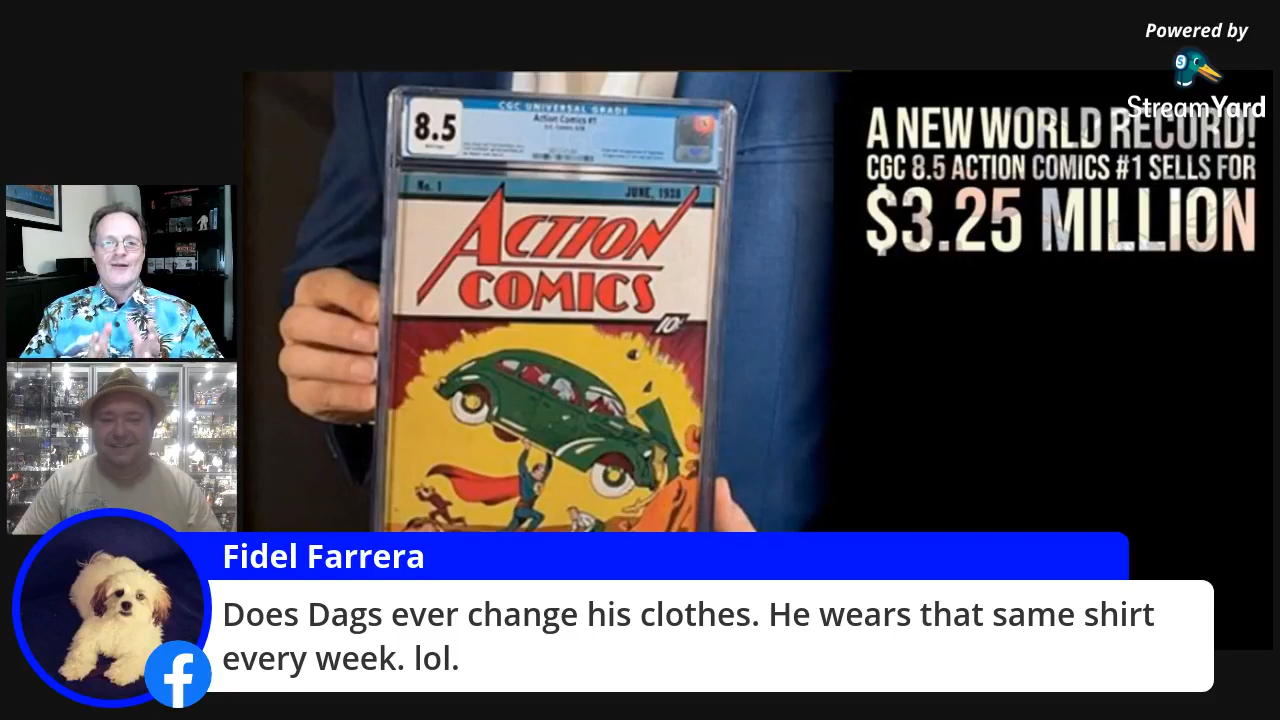 Powered by
StreamYard
A NEW WORLD RECORD!
CGC 8.5 ACTION COMICS #1 SELLS FOR
$3.25 MILLION
CGC UNIVERSAL GRADE
8.5
Action Comics #1
No. 1
JUNE, 1938
ACTION
COMICS
10¢
Fidel Farrera
Does Dags ever change his clothes. He wears that same shirt
every week. lol.